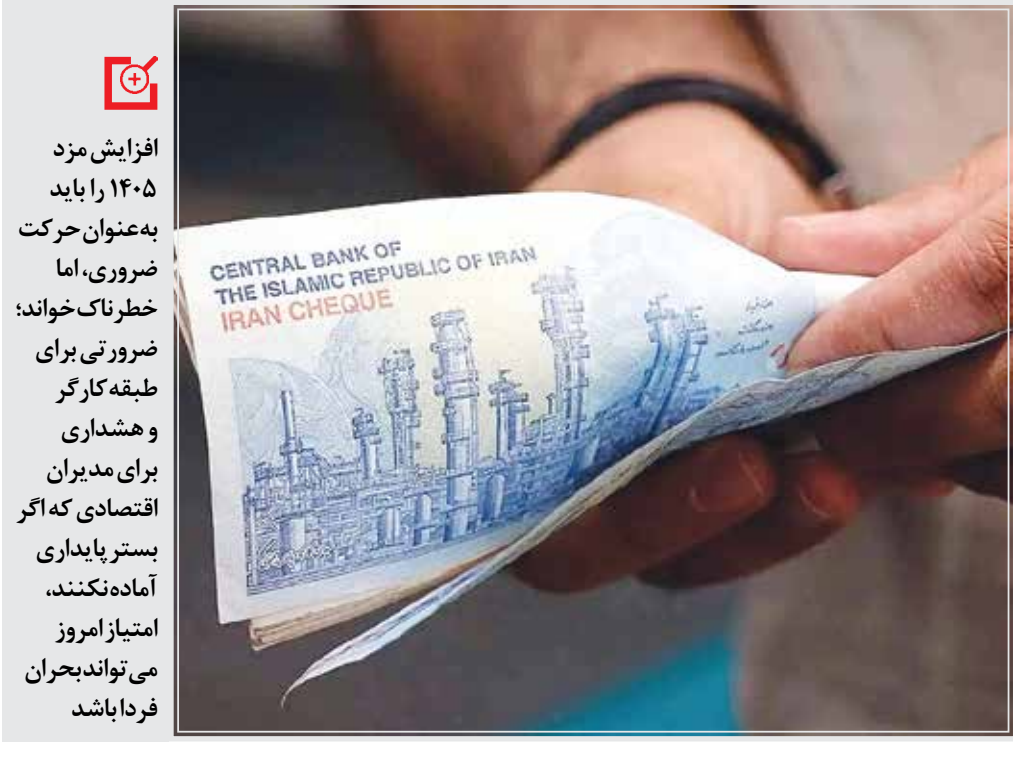 افزایش مزد
۱۴۰۵ را باید
به‌عنوان حرکت
ضروری، اما
خطرناک خواند؛
ضرورتی برای
طبقه کارگر
و هشداری
برای مدیران
اقتصادی که اگر
بستر پایداری
آماده نکنند،
امتیاز امروز
می‌تواند بحران
فردا باشد
CENTRAL BANK OF
THE ISLAMIC REPUBLIC OF IRAN
IRAN CHEQUE